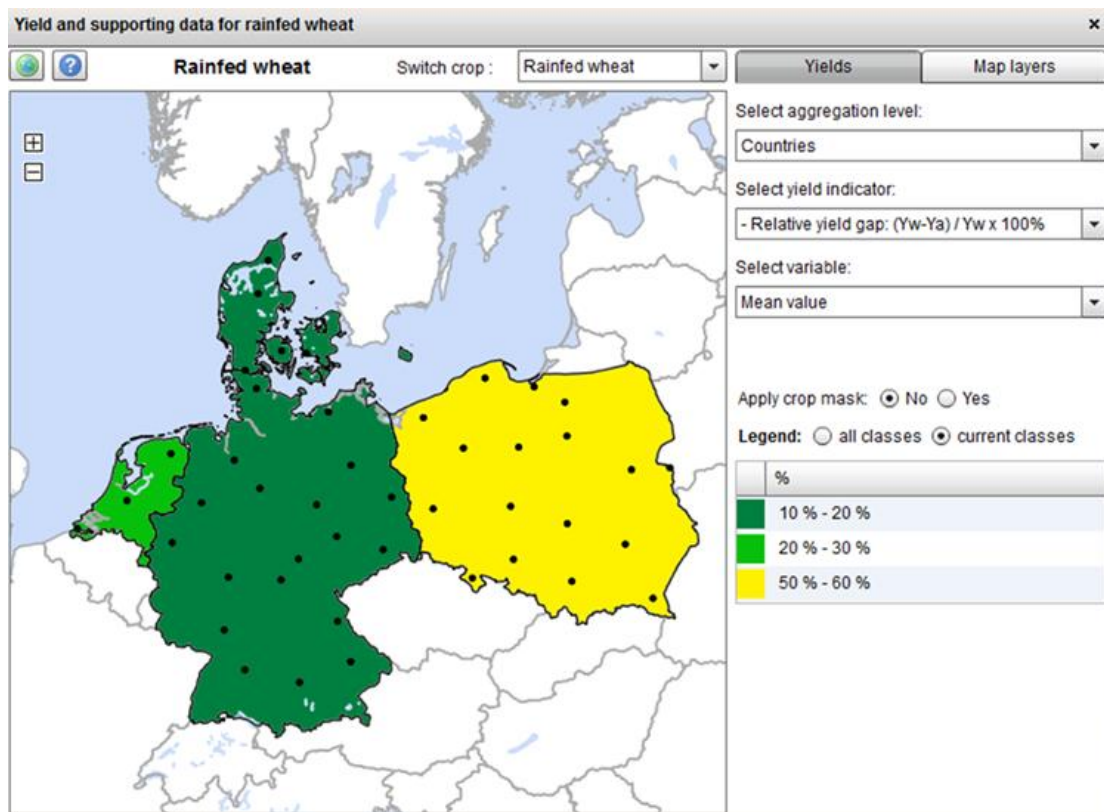 Yield and supporting data for rainfed wheat
×
?
Rainfed wheat
Switch crop :
Rainfed wheat
Yields
Map layers
Select aggregation level:
Countries
Select yield indicator:
- Relative yield gap: (Yw-Ya) / Yw x 100%
Select variable:
Mean value
Apply crop mask: No Yes
Legend: all classes current classes
%
10 % - 20 %
20 % - 30 %
50 % - 60 %